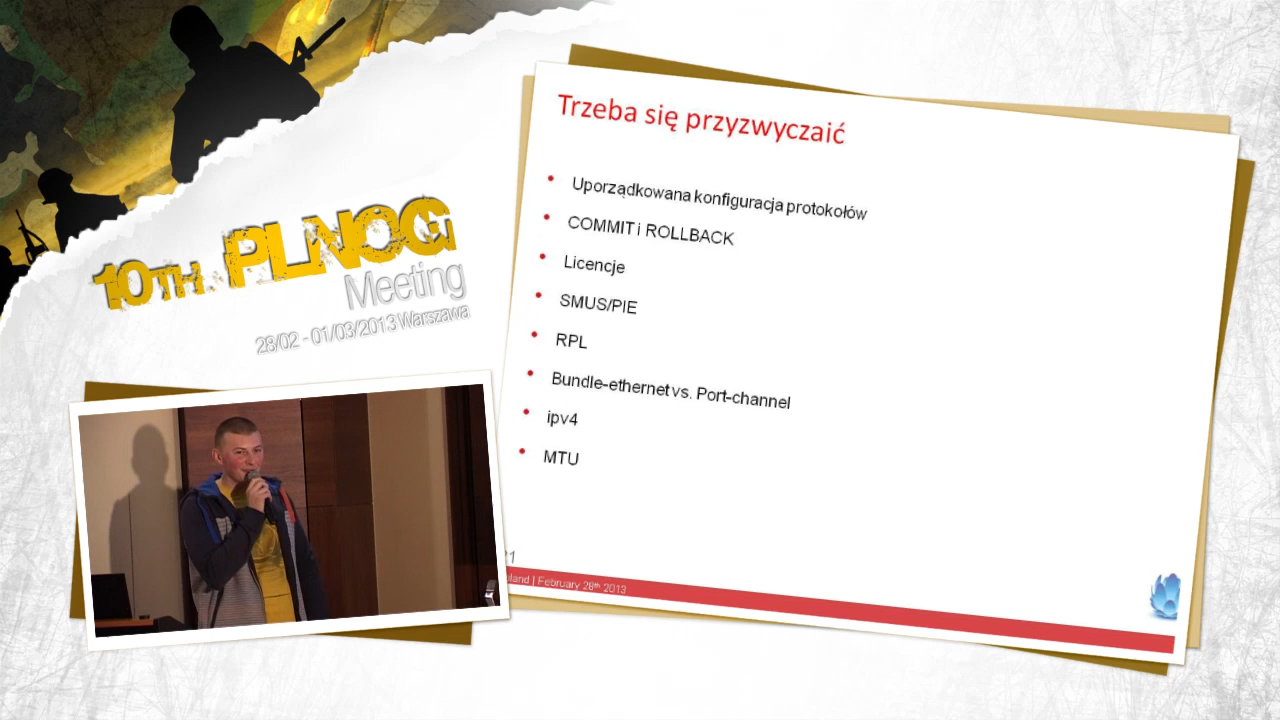 10TH PLNOG
Meeting
28/02 - 01/03/2013 Warszawa
Trzeba się przyzwyczaić
Uporządkowana konfiguracja protokołów
COMMIT i ROLLBACK
Licencje
SMUS/PIE
RPL
Bundle-ethernet vs. Port-channel
ipv4
MTU
| February 28th 2013